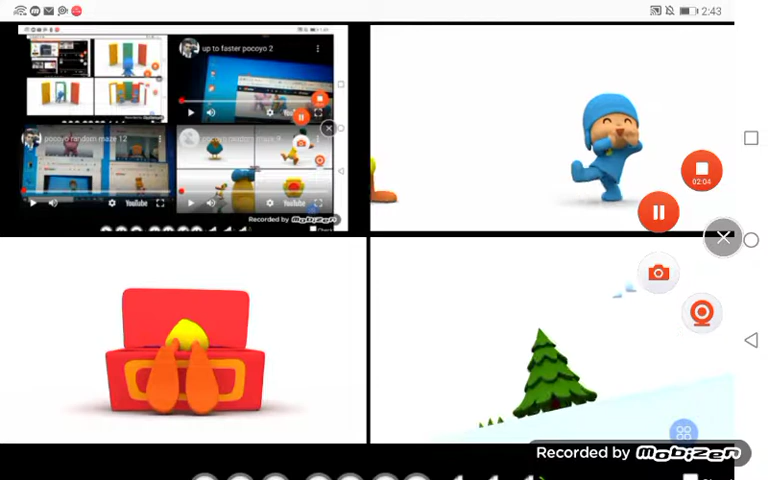 2:43
up to faster pocoyo 2
pocoyo random maze 12
YouTube
YouTube
Recorded by mobizen
02:04
Recorded by mobizen